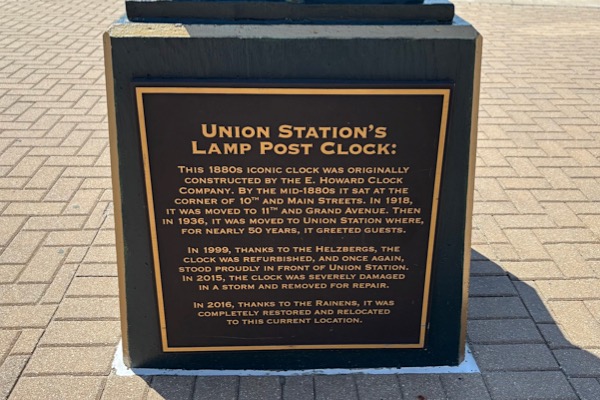 UNION STATION'S
LAMP POST CLOCK:
THIS 1880S ICONIC CLOCK WAS ORIGINALLY
CONSTRUCTED BY THE E. HOWARD CLOCK
COMPANY. BY THE MID-1880S IT SAT AT THE
CORNER OF 10TH AND MAIN STREETS. IN 1918,
IT WAS MOVED TO 11TH AND GRAND AVENUE. THEN
IN 1936, IT WAS MOVED TO UNION STATION WHERE,
FOR NEARLY 50 YEARS, IT GREETED GUESTS.
IN 1999, THANKS TO THE HELZBERGS, THE
CLOCK WAS REFURBISHED, AND ONCE AGAIN,
STOOD PROUDLY IN FRONT OF UNION STATION.
IN 2015, THE CLOCK WAS SEVERELY DAMAGED
IN A STORM AND REMOVED FOR REPAIR.
IN 2016, THANKS TO THE RAINENS, IT WAS
COMPLETELY RESTORED AND RELOCATED
TO THIS CURRENT LOCATION.